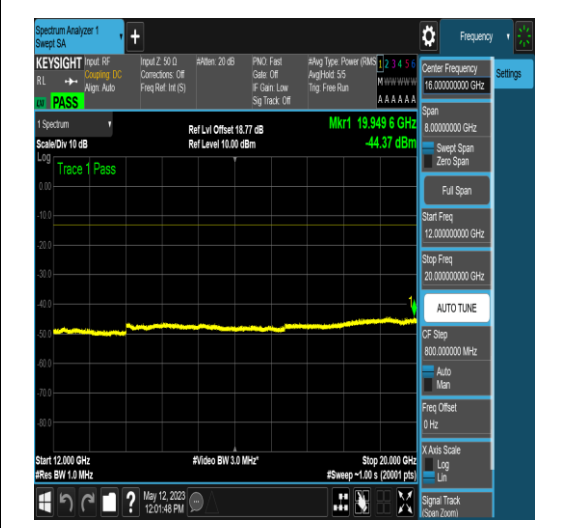 Spectrum Analyzer 1
Swept SA
Frequency
KEYSIGHT
RL
PASS
Input: RF
Coupling: DC
Align: Auto
Input Z: 50 Ω
Corrections: Off
Freq Ref: Int (S)
#Atten: 20 dB
PNO: Fast
Gate: Off
IF Gain: Low
Sig Track: Off
#Avg Type: Power (RMS
Avg|Hold: 5/5
Trig: Free Run
1 2 3 4 5 6
M W W W W W
A A A A A A
Center Frequency
16.000000000 GHz
Settings
Span
8.00000000 GHz
Swept Span
Zero Span
Full Span
Start Freq
12.000000000 GHz
Stop Freq
20.000000000 GHz
AUTO TUNE
CF Step
800.000000 MHz
Auto
Man
Freq Offset
0 Hz
X Axis Scale
Log
Lin
Signal Track
(Span Zoom)
1 Spectrum
Scale/Div 10 dB
Ref Lvl Offset 18.77 dB
Ref Level 10.00 dBm
Mkr1 19.949 6 GHz
-44.37 dBm
Log
Trace 1 Pass
0.00
-10.0
-20.0
-30.0
-40.0
-50.0
-60.0
-70.0
-80.0
1
Start 12.000 GHz
#Res BW 1.0 MHz
#Video BW 3.0 MHz*
Stop 20.000 GHz
#Sweep ~1.00 s (20001 pts)
?
May 12, 2023
12:01:48 PM